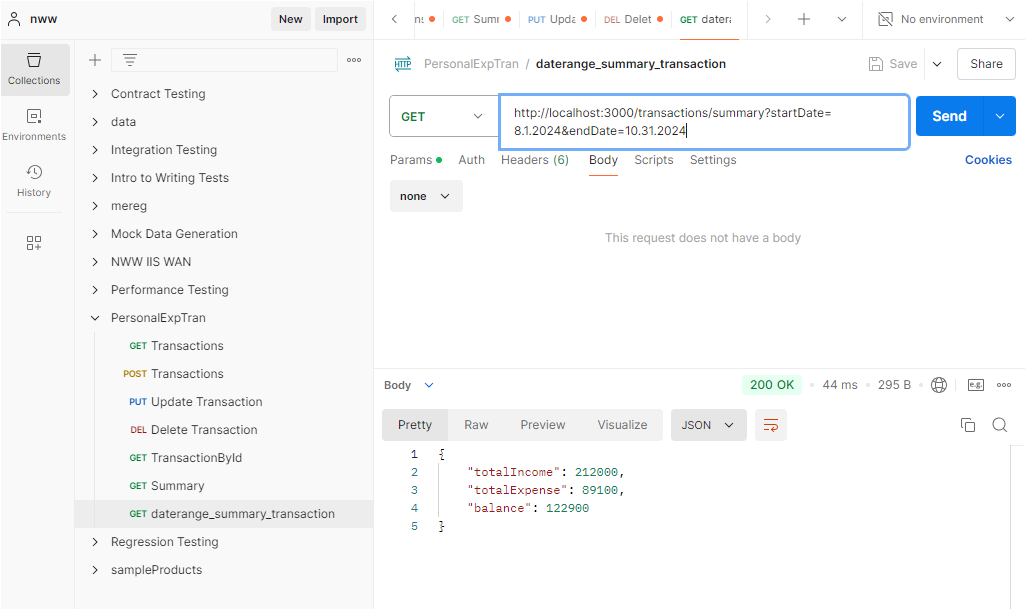 nww
New
Import
ns
GET Sumr
PUT Upda
DEL Delet
GET datera
No environment
Collections
Environments
History
Contract Testing
data
Integration Testing
Intro to Writing Tests
mereg
Mock Data Generation
NWW IIS WAN
Performance Testing
PersonalExpTran
GET Transactions
POST Transactions
PUT Update Transaction
DEL Delete Transaction
GET TransactionById
GET Summary
GET daterange_summary_transaction
Regression Testing
sampleProducts
HTTP PersonalExpTran / daterange_summary_transaction
Save
Share
GET
http://localhost:3000/transactions/summary?startDate=
8.1.2024&endDate=10.31.2024
Send
Params
Auth
Headers (6)
Body
Scripts
Settings
Cookies
none
This request does not have a body
Body
200 OK
44 ms
295 B
e.g.
Pretty
Raw
Preview
Visualize
JSON
1 {
2 "totalIncome": 212000,
3 "totalExpense": 89100,
4 "balance": 122900
5 }